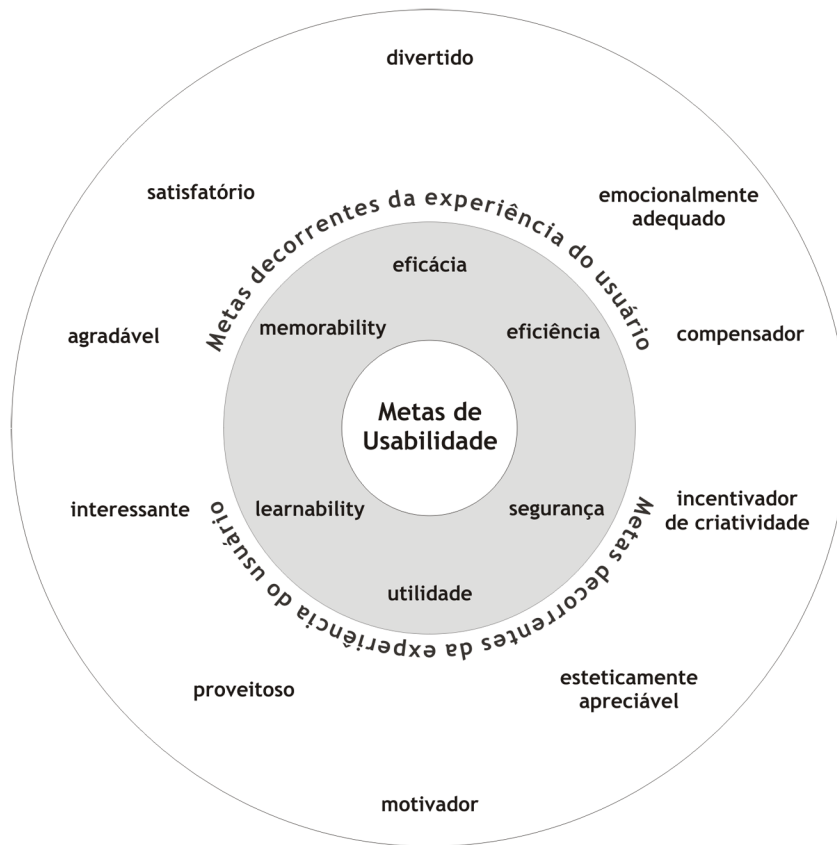 divertido
satisfatório
emocionalmente
adequado
Metas decorrentes da experiência do usuário
eficácia
memorability
eficiência
agradável
compensador
Metas de
Usabilidade
interessante
learnability
segurança
incentivador
de criatividade
utilidade
Metas decorrentes da experiência do usuário
proveitoso
esteticamente
apreciável
motivador